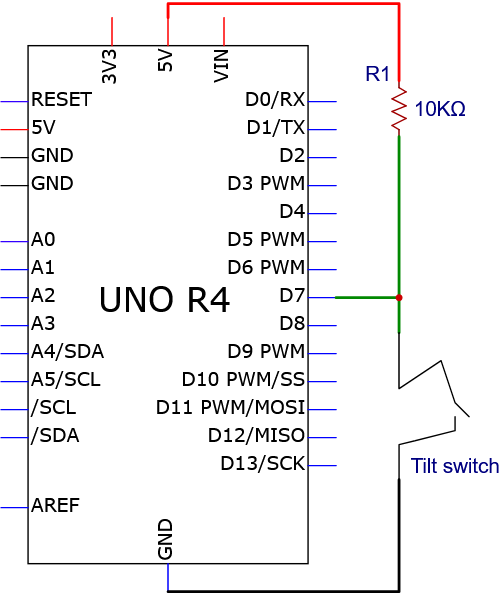 3V3
5V
VIN
R1
10KΩ
RESET
5V
GND
GND
A0
A1
A2
A3
A4/SDA
A5/SCL
/SCL
/SDA
AREF
UNO R4
D0/RX
D1/TX
D2
D3 PWM
D4
D5 PWM
D6 PWM
D7
D8
D9 PWM
D10 PWM/SS
D11 PWM/MOSI
D12/MISO
D13/SCK
Tilt switch
GND